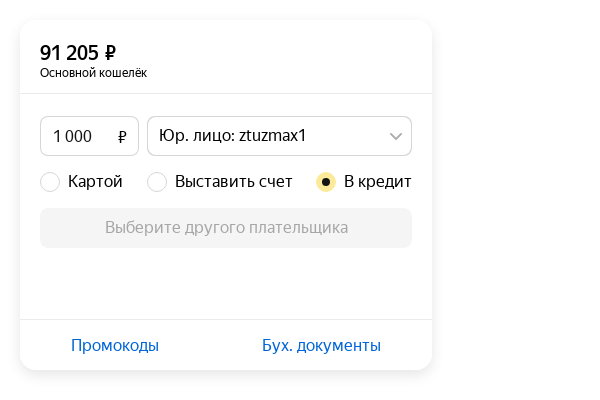 91 205 ₽
Основной кошелёк
1 000 ₽
Юр. лицо: ztuzmax1
Картой
Выставить счет
В кредит
Выберите другого плательщика
Промокоды
Бух. документы